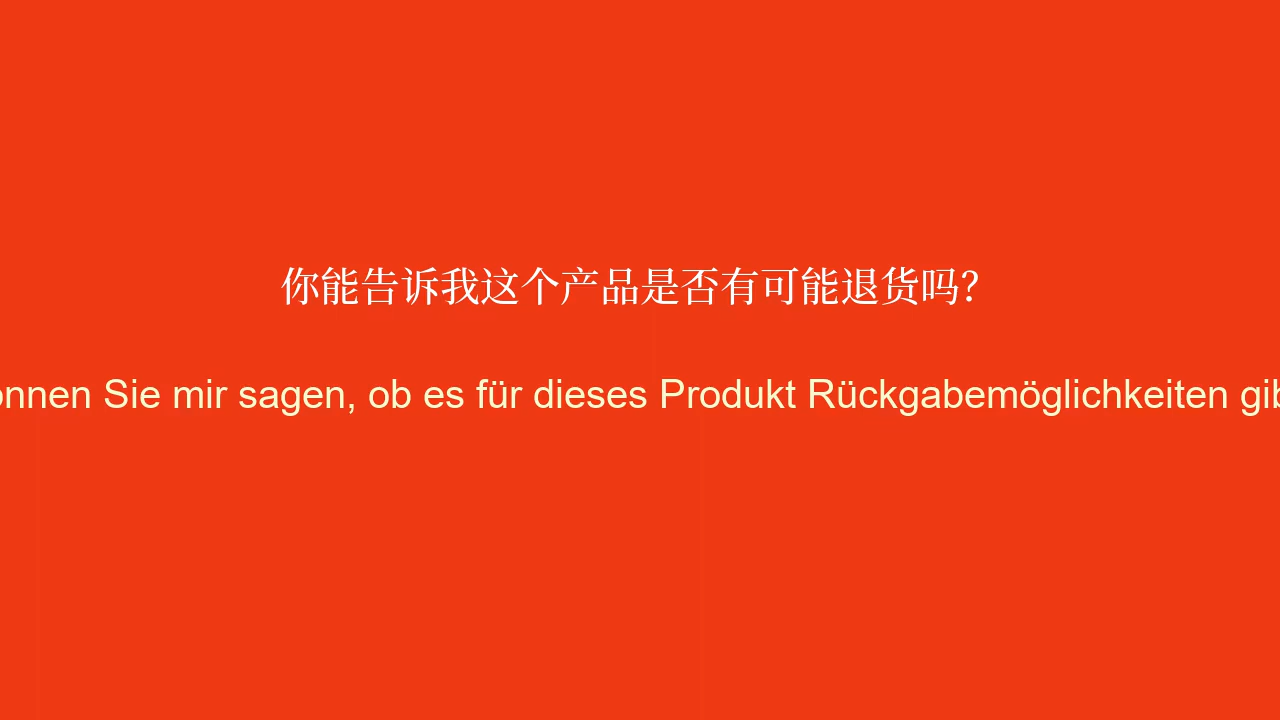 你能告诉我这个产品是否有可能退货吗？
nnen Sie mir sagen, ob es für dieses Produkt Rückgabemöglichkeiten gib